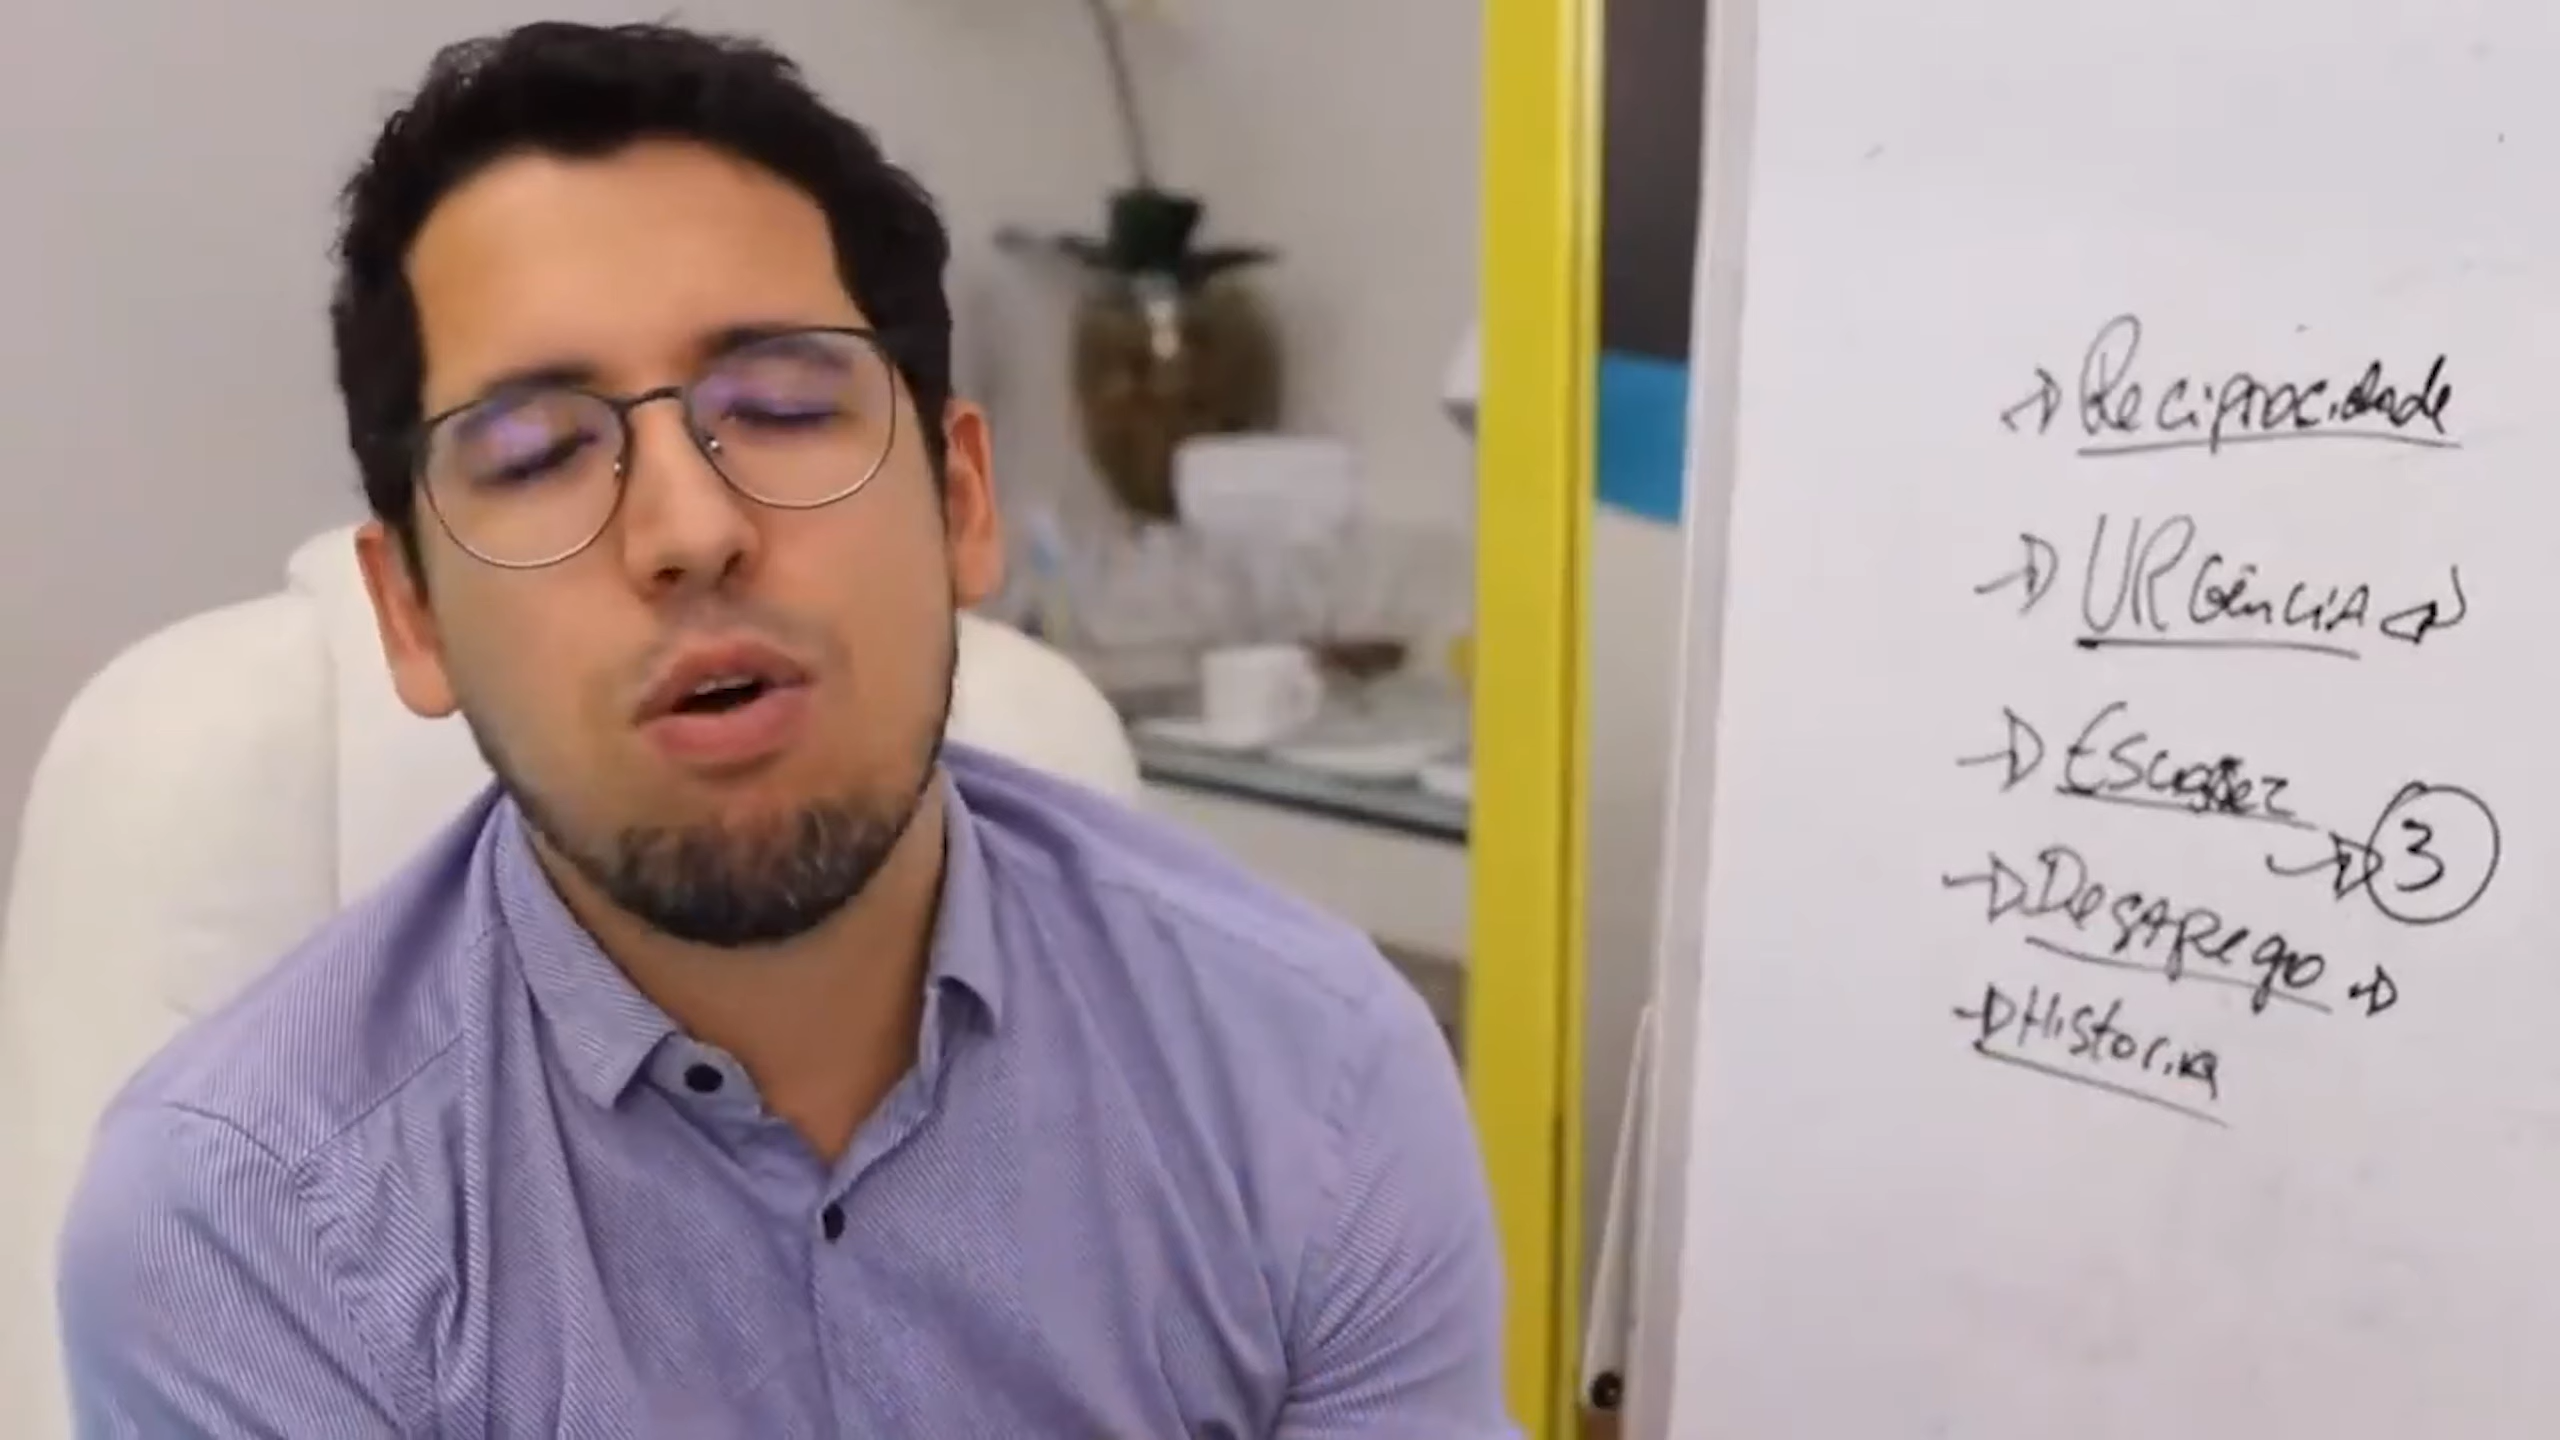 → Reciprocidade
→ URGência →
→ Escassez
→ 3
→ Desapego →
→ Historia